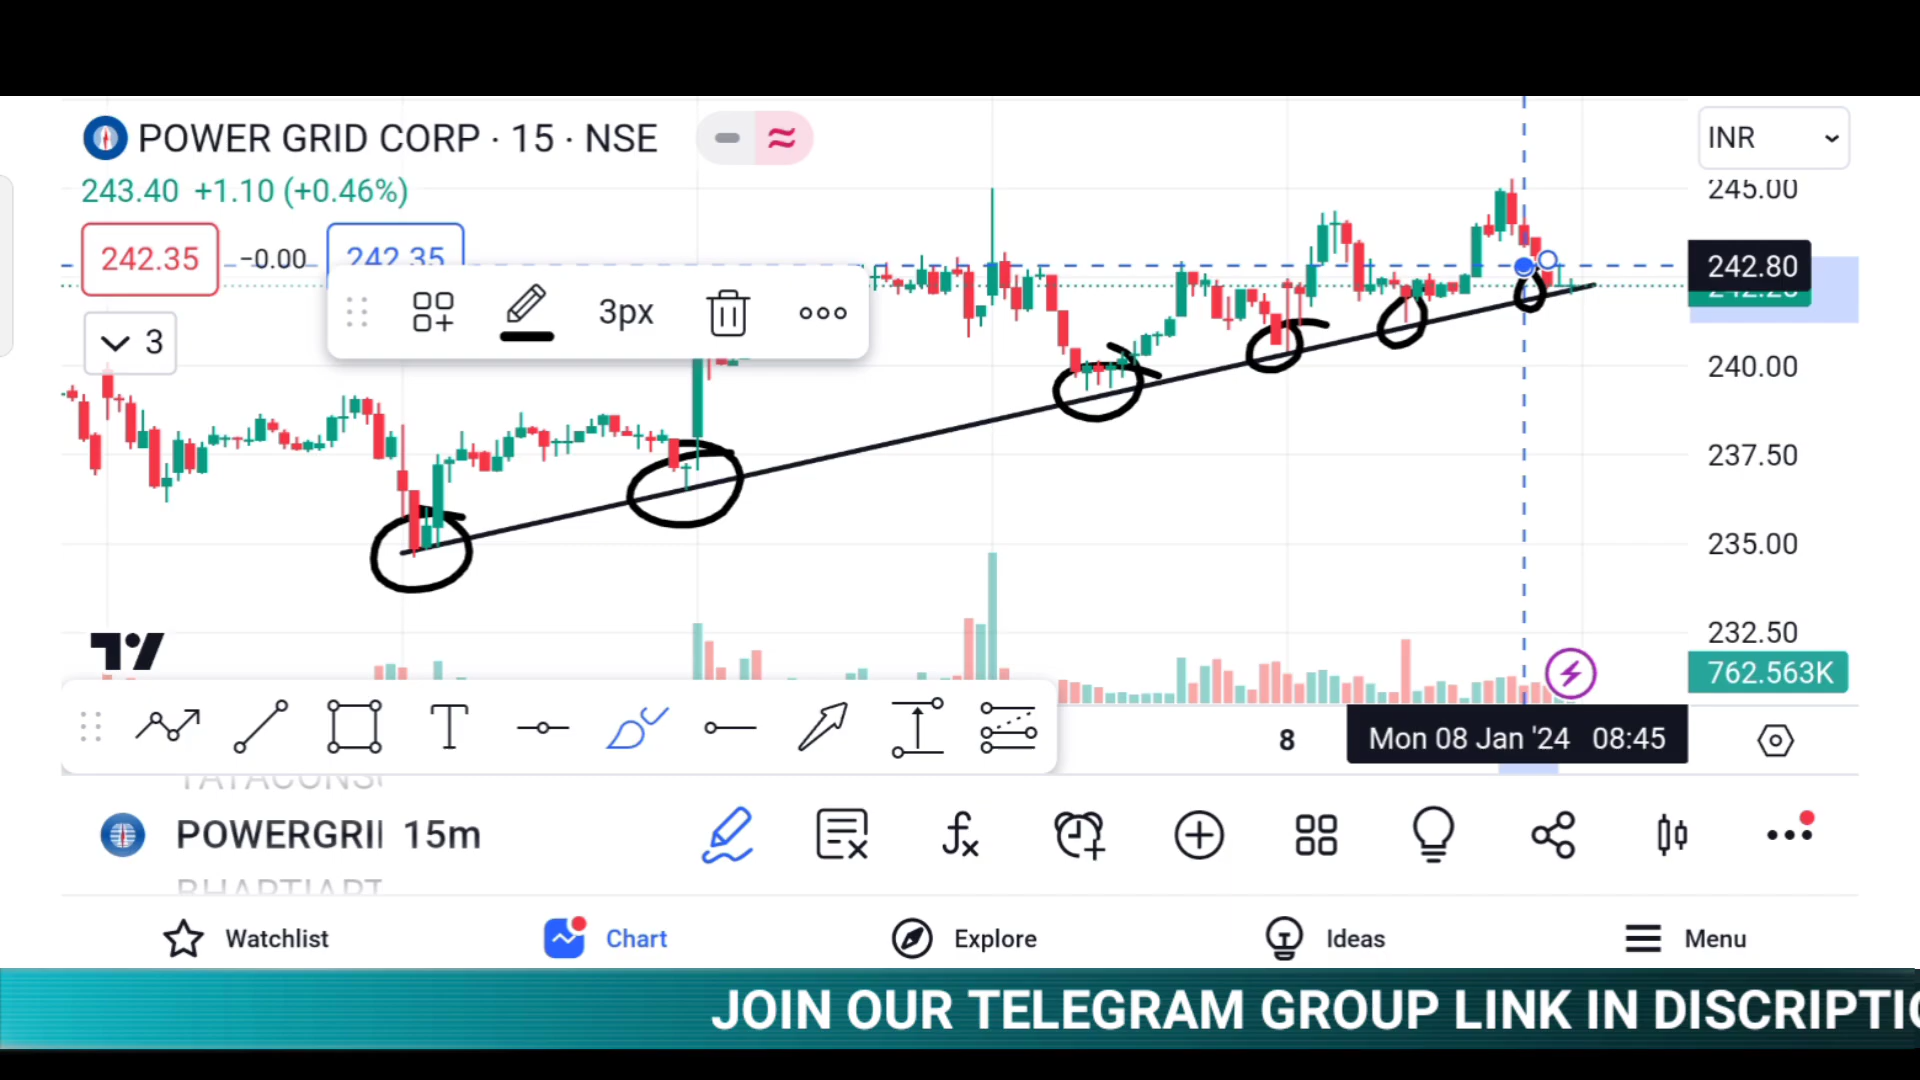 POWER GRID CORP · 15 · NSE
INR
243.40 +1.10 (+0.46%)
245.00
242.35 −0.00 242.35
242.80
3px
3
240.00
237.50
235.00
232.50
762.563K
8
Mon 08 Jan '24 08:45
POWERGRI 15m
Watchlist
Chart
Explore
Ideas
Menu
JOIN OUR TELEGRAM GROUP LINK IN DISCRIPTIO